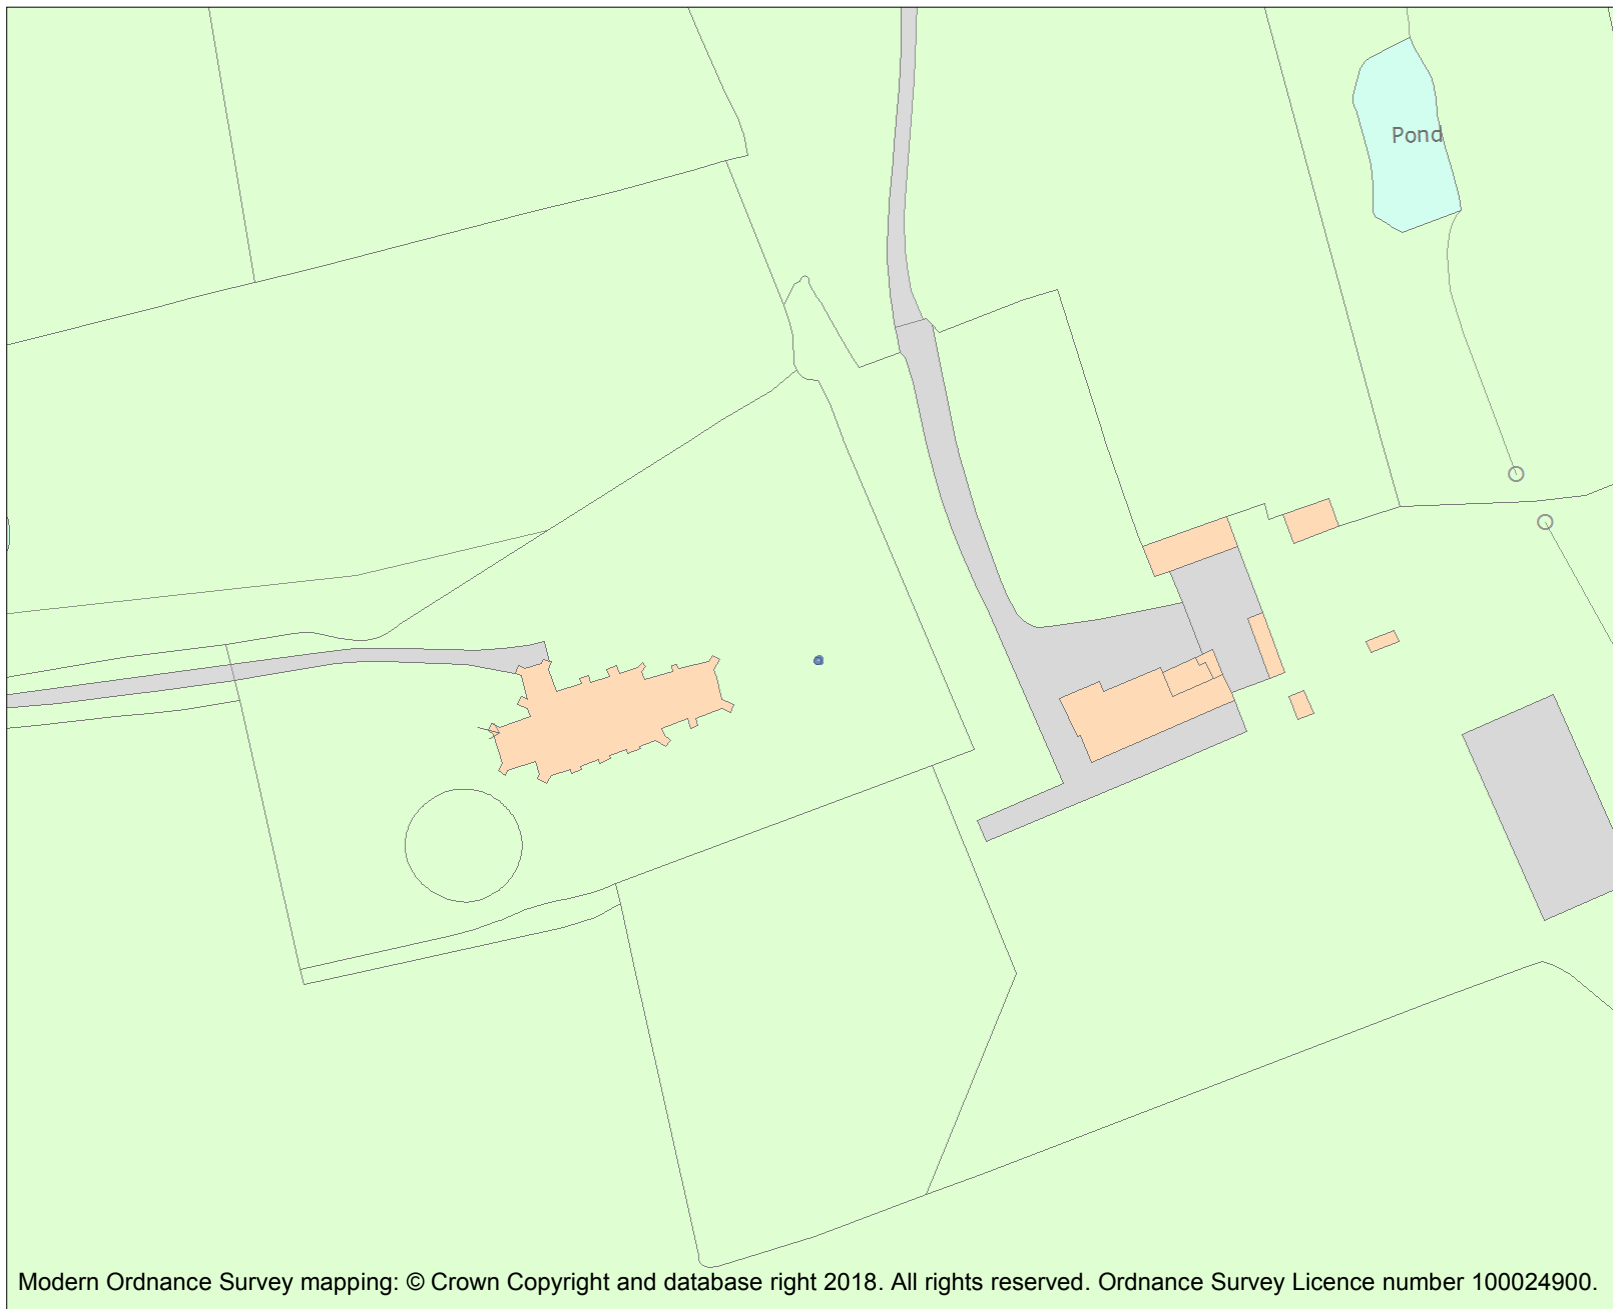 Pond
Modern Ordnance Survey mapping: © Crown Copyright and database right 2018. All rights reserved. Ordnance Survey Licence number 100024900.